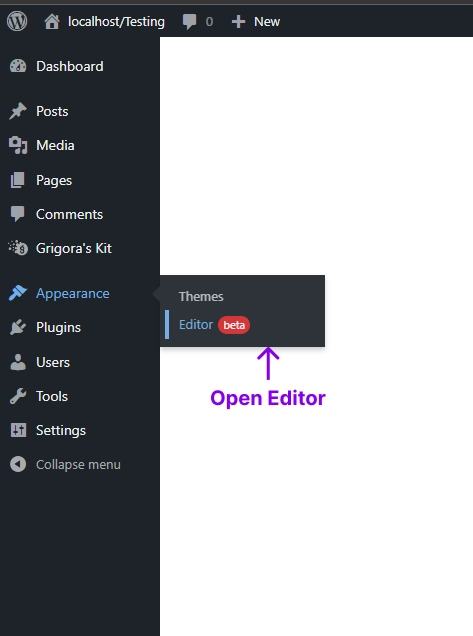 localhost/Testing 0 New
Dashboard
Posts
Media
Pages
Comments
Grigora's Kit
Appearance
Themes
Editor beta
Open Editor
Plugins
Users
Tools
Settings
Collapse menu